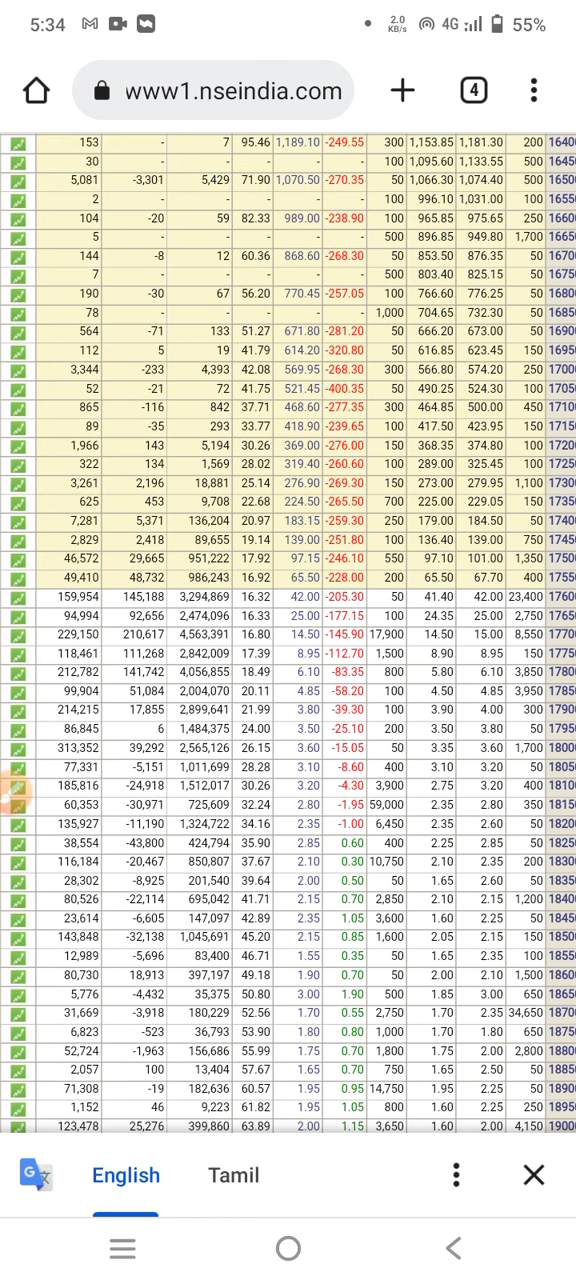 5:34 2.0 KB/s 4G 55%
www1.nseindia.com 4
153 - 7 95.46 1,189.10 -249.55 300 1,153.85 1,181.30 200 1640
30 - - - - - 100 1,095.60 1,133.55 500 1645
5,081 -3,301 5,429 71.90 1,070.50 -270.35 50 1,066.30 1,074.40 500 1650
2 - - - - - 100 996.10 1,031.00 100 1655
104 -20 59 82.33 989.00 -238.90 100 965.85 975.65 250 1660
5 - - - - - 500 896.85 949.80 1,700 1665
144 -8 12 60.36 868.60 -268.30 50 853.50 876.35 50 1670
7 - - - - - 500 803.40 825.15 50 1675
190 -30 67 56.20 770.45 -257.05 100 766.60 776.25 50 1680
78 - - - - - 1,000 704.65 732.30 50 1685
564 -71 133 51.27 671.80 -281.20 50 666.20 673.00 50 1690
112 5 19 41.79 614.20 -320.80 50 616.85 623.45 150 1695
3,344 -233 4,393 42.08 569.95 -268.30 300 566.80 574.20 250 1700
52 -21 72 41.75 521.45 -400.35 50 490.25 524.30 100 1705
865 -116 842 37.71 468.60 -277.35 300 464.85 500.00 450 1710
89 -35 293 33.77 418.90 -239.65 100 417.50 423.95 150 1715
1,966 143 5,194 30.26 369.00 -276.00 150 368.35 374.80 100 1720
322 134 1,569 28.02 319.40 -260.60 100 289.00 325.45 100 1725
3,261 2,196 18,881 25.14 276.90 -269.30 150 273.00 279.95 1,100 1730
625 453 9,708 22.68 224.50 -265.50 700 225.00 229.05 150 1735
7,281 5,371 136,204 20.97 183.15 -259.30 250 179.00 184.50 50 1740
2,829 2,418 89,655 19.14 139.00 -251.80 100 136.40 139.00 750 1745
46,572 29,665 951,222 17.92 97.15 -246.10 550 97.10 101.00 1,350 1750
49,410 48,732 986,243 16.92 65.50 -228.00 200 65.50 67.70 400 1755
159,954 145,188 3,294,869 16.32 42.00 -205.30 50 41.40 42.00 23,400 1760
94,994 92,656 2,474,096 16.33 25.00 -177.15 100 24.35 25.00 2,750 1765
229,150 210,617 4,563,391 16.80 14.50 -145.90 17,900 14.50 15.00 8,550 1770
118,461 111,268 2,842,009 17.39 8.95 -112.70 1,500 8.90 8.95 150 1775
212,782 141,742 4,056,855 18.49 6.10 -83.35 800 5.80 6.10 3,850 1780
99,904 51,084 2,004,070 20.11 4.85 -58.20 100 4.50 4.85 3,950 1785
214,215 17,855 2,899,641 21.99 3.80 -39.30 100 3.90 4.00 300 1790
86,845 6 1,484,375 24.00 3.50 -25.10 200 3.50 3.80 50 1795
313,352 39,292 2,565,126 26.15 3.60 -15.05 50 3.35 3.60 1,700 1800
77,331 -5,151 1,011,699 28.28 3.10 -8.60 400 3.10 3.20 50 1805
185,816 -24,918 1,512,017 30.26 3.20 -4.30 3,900 2.75 3.20 400 1810
60,353 -30,971 725,609 32.24 2.80 -1.95 59,000 2.35 2.80 350 1815
135,927 -11,190 1,324,722 34.16 2.35 -1.00 6,450 2.35 2.60 50 1820
38,554 -43,800 424,794 35.90 2.85 0.60 400 2.25 2.85 50 1825
116,184 -20,467 850,807 37.67 2.10 0.30 10,750 2.10 2.35 200 1830
28,302 -8,925 201,540 39.64 2.00 0.50 50 1.65 2.60 50 1835
80,526 -22,114 695,042 41.71 2.15 0.70 2,850 2.10 2.15 1,200 1840
23,614 -6,605 147,097 42.89 2.35 1.05 3,600 1.60 2.25 50 1845
143,848 -32,138 1,045,691 45.20 2.15 0.85 1,600 2.05 2.15 150 1850
12,989 -5,696 83,400 46.71 1.55 0.35 50 1.65 2.35 100 1855
80,730 18,913 397,197 49.18 1.90 0.70 50 2.00 2.10 1,500 1860
5,776 -4,432 35,375 50.80 3.00 1.90 500 1.85 3.00 650 1865
31,669 -3,918 180,229 52.56 1.70 0.55 2,750 1.70 2.35 34,650 1870
6,823 -523 36,793 53.90 1.80 0.80 1,000 1.70 1.80 650 1875
52,724 -1,963 156,686 55.99 1.75 0.70 1,800 1.75 2.00 2,800 1880
2,057 100 13,404 57.67 1.65 0.70 750 1.65 2.50 50 1885
71,308 -19 182,636 60.57 1.95 0.95 14,750 1.95 2.25 50 1890
1,152 46 9,223 61.82 1.95 1.05 800 1.60 2.25 250 1895
123,478 25,276 399,860 63.89 2.00 1.15 3,650 1.60 2.00 4,150 1900
English Tamil